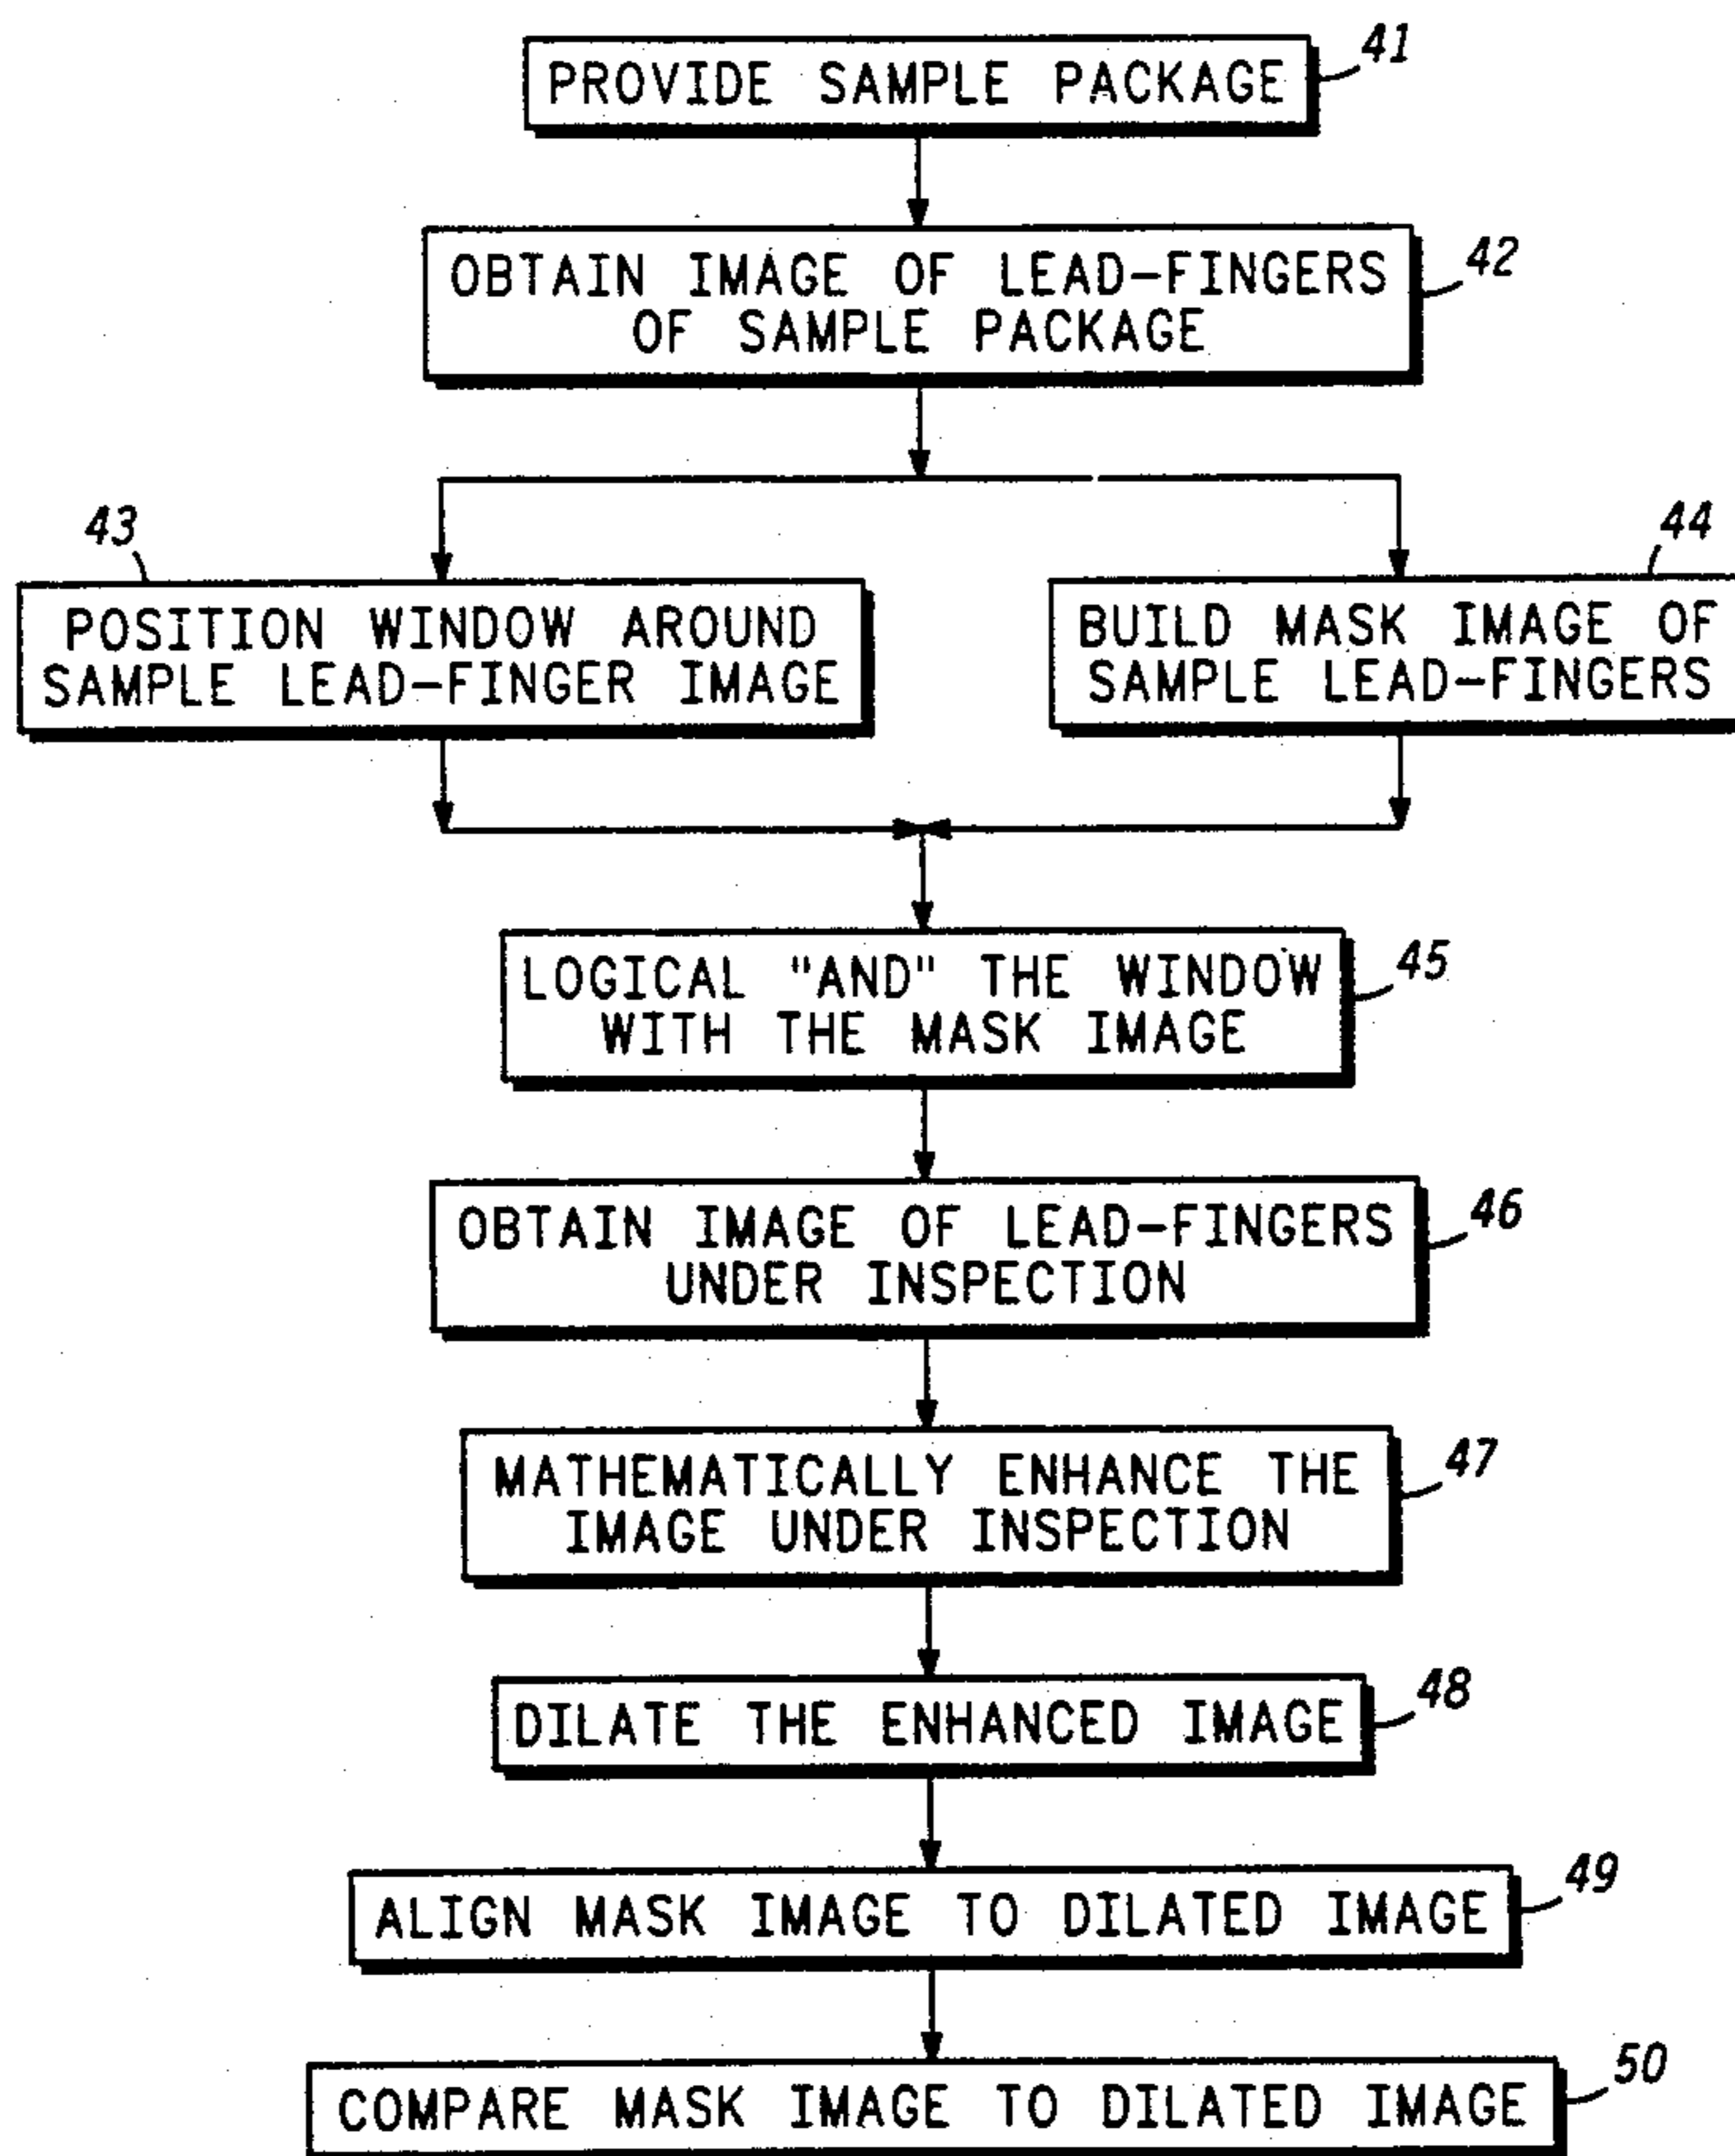 PROVIDE SAMPLE PACKAGE
41
OBTAIN IMAGE OF LEAD-FINGERS
OF SAMPLE PACKAGE
42
43
POSITION WINDOW AROUND
SAMPLE LEAD-FINGER IMAGE
44
BUILD MASK IMAGE OF
SAMPLE LEAD-FINGERS
LOGICAL "AND" THE WINDOW
WITH THE MASK IMAGE
45
OBTAIN IMAGE OF LEAD-FINGERS
UNDER INSPECTION
46
MATHEMATICALLY ENHANCE THE
IMAGE UNDER INSPECTION
47
DILATE THE ENHANCED IMAGE
48
ALIGN MASK IMAGE TO DILATED IMAGE
49
COMPARE MASK IMAGE TO DILATED IMAGE
50